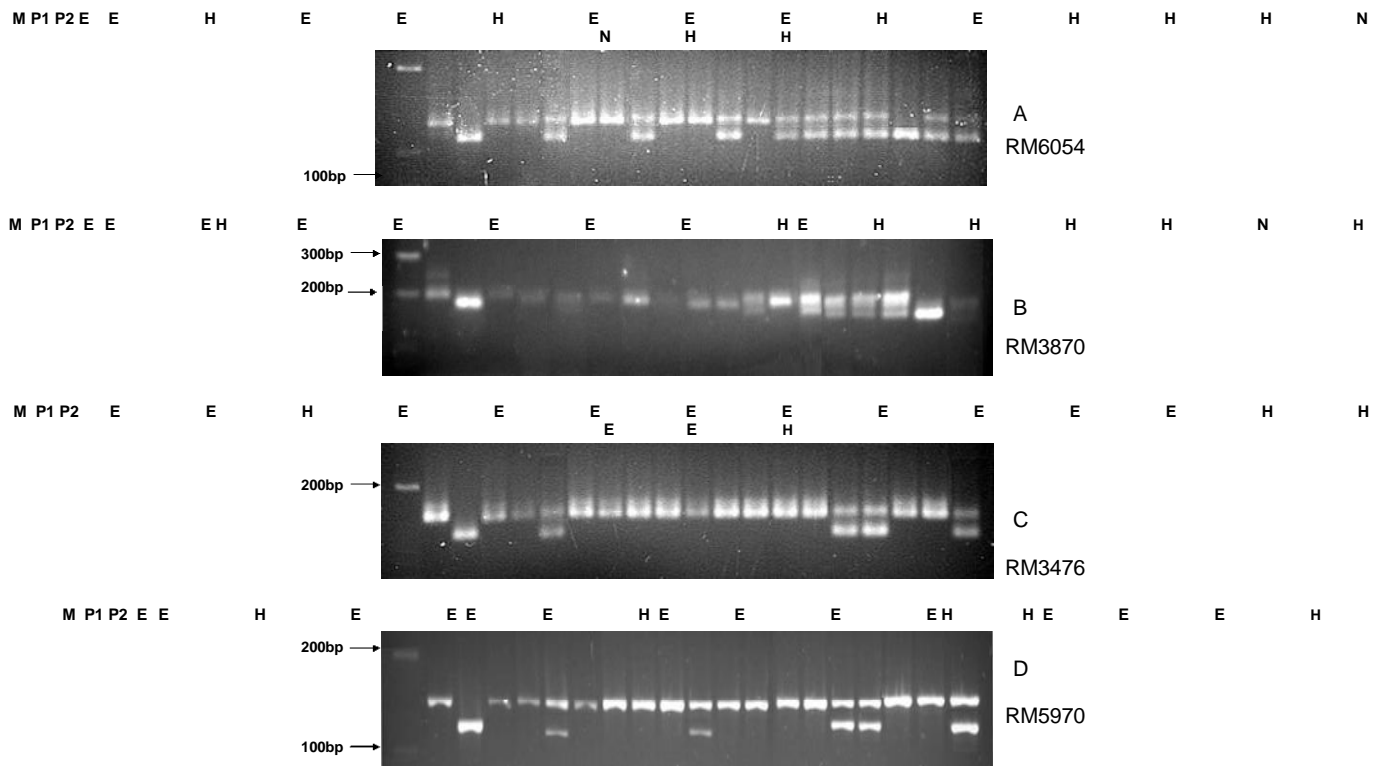 M P1 P2 E E H E E H E E E H E H H H N
N H H
A
RM6054
100bp
M P1 P2 E E E H E E E E E H E H H H H N H
300bp
200bp
B
RM3870
M P1 P2 E E H E E E E E E E E E H H
E E H
200bp
C
RM3476
M P1 P2 E E H E E E E H E E E E H H E E E H
200bp
D
RM5970
100bp